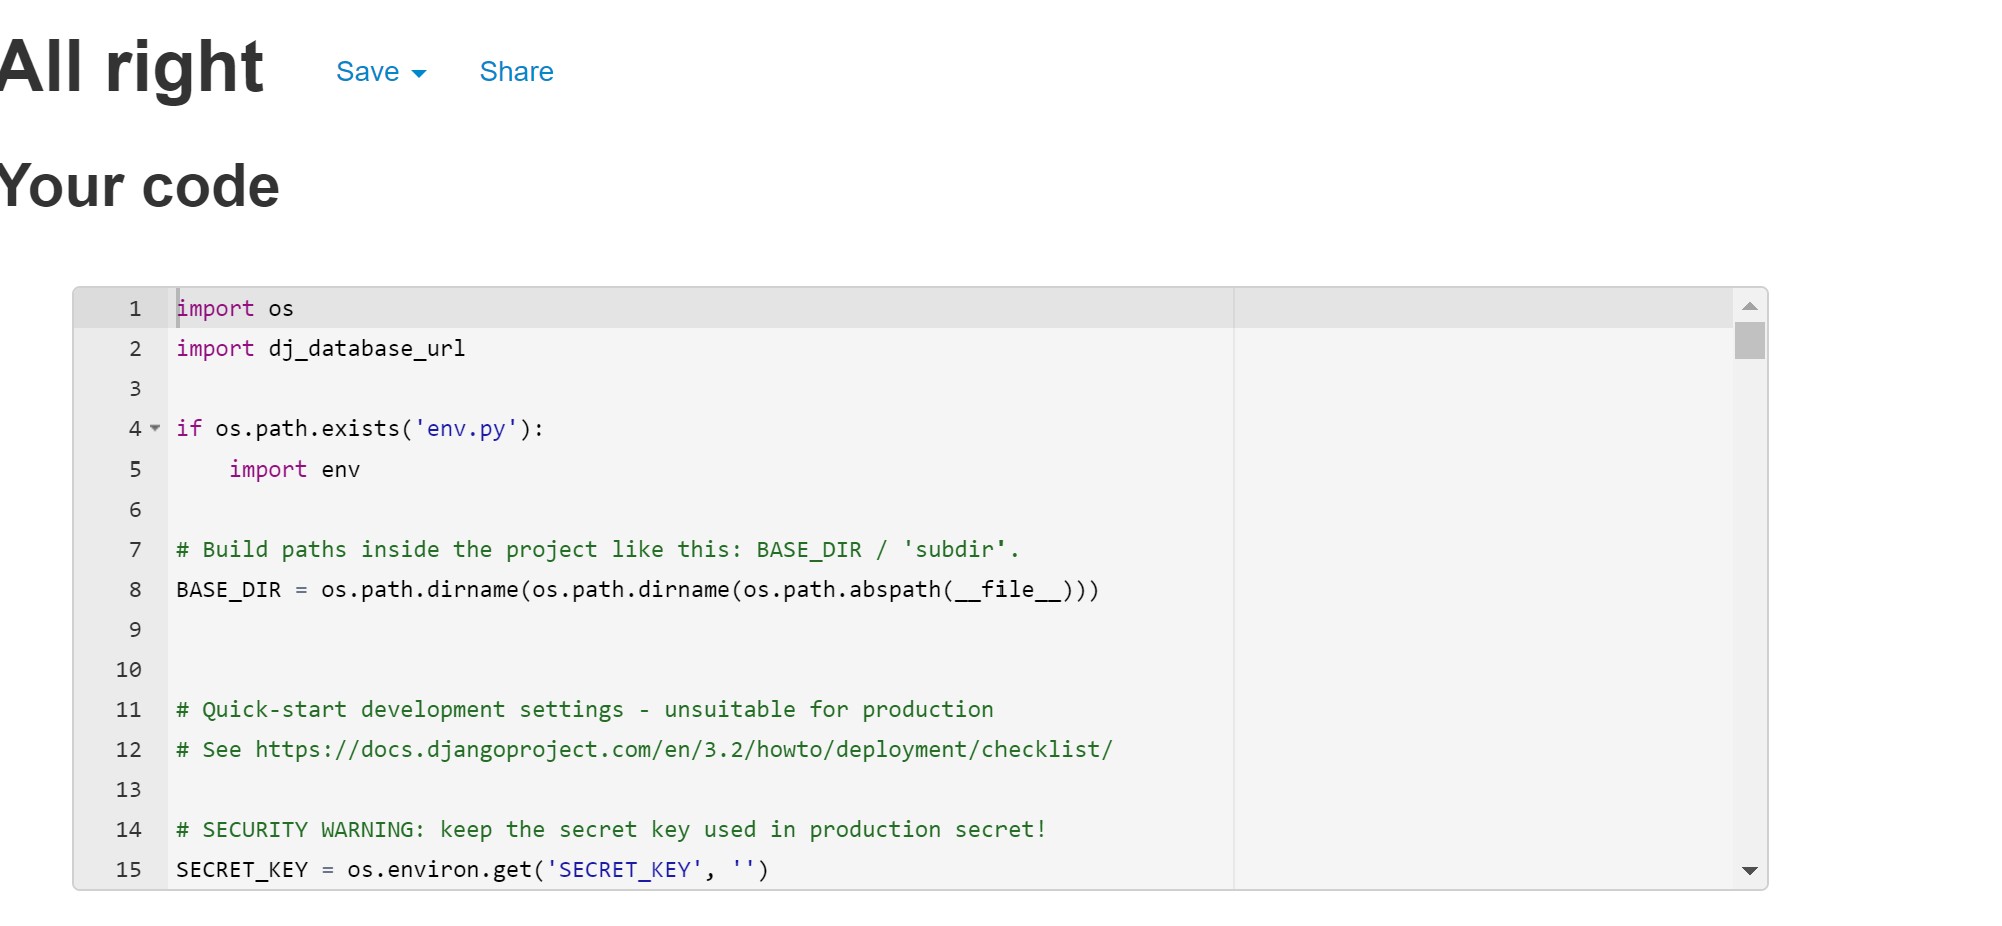 All right Save Share
Your code
1 import os
2 import dj_database_url
3
4 if os.path.exists('env.py'):
5     import env
6
7 # Build paths inside the project like this: BASE_DIR / 'subdir'.
8 BASE_DIR = os.path.dirname(os.path.dirname(os.path.abspath(__file__)))
9
10
11 # Quick-start development settings - unsuitable for production
12 # See https://docs.djangoproject.com/en/3.2/howto/deployment/checklist/
13
14 # SECURITY WARNING: keep the secret key used in production secret!
15 SECRET_KEY = os.environ.get('SECRET_KEY', '')